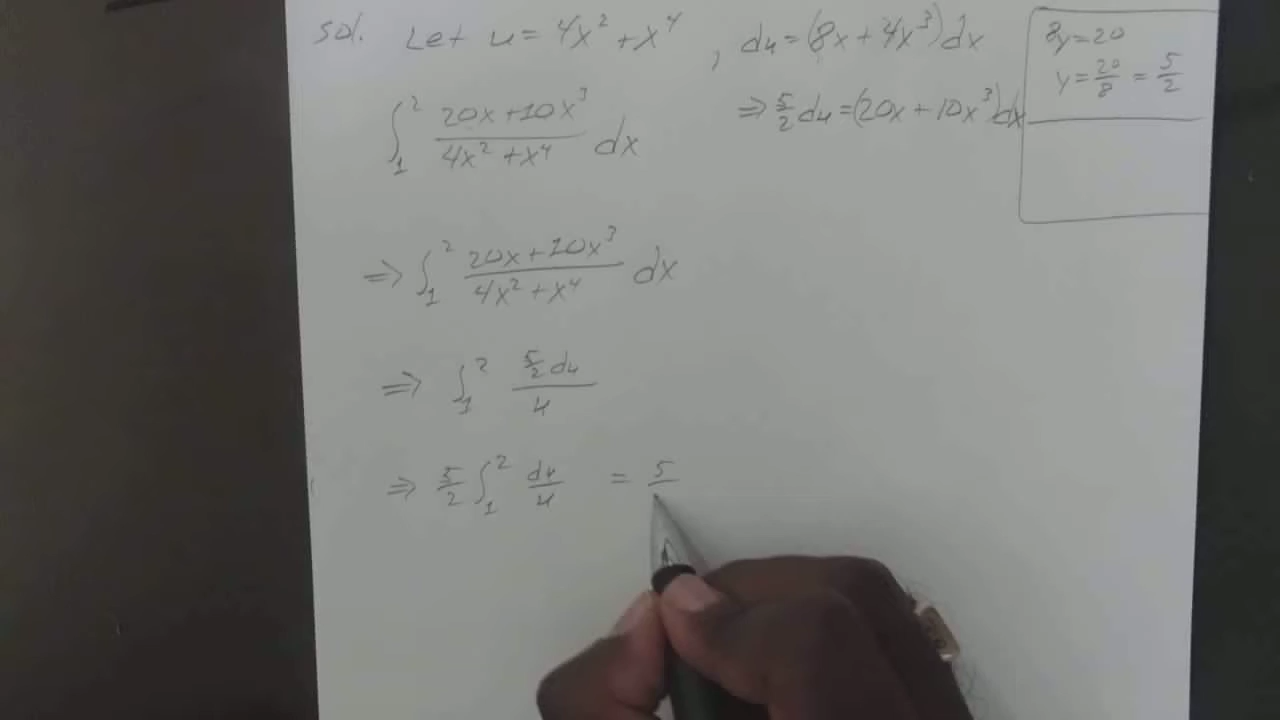 sol. Let u = 4x² + x⁴ , du = (8x + 4x³)dx
⇒ 5/2 du = (20x + 10x³)dx
8y = 20
y = 20/8 = 5/2
∫₁² (20x + 10x³)/(4x² + x⁴) dx
⇒ ∫₁² (20x + 10x³)/(4x² + x⁴) dx
⇒ ∫₁² (5/2 du)/u
⇒ 5/2 ∫₁² du/u = 5/